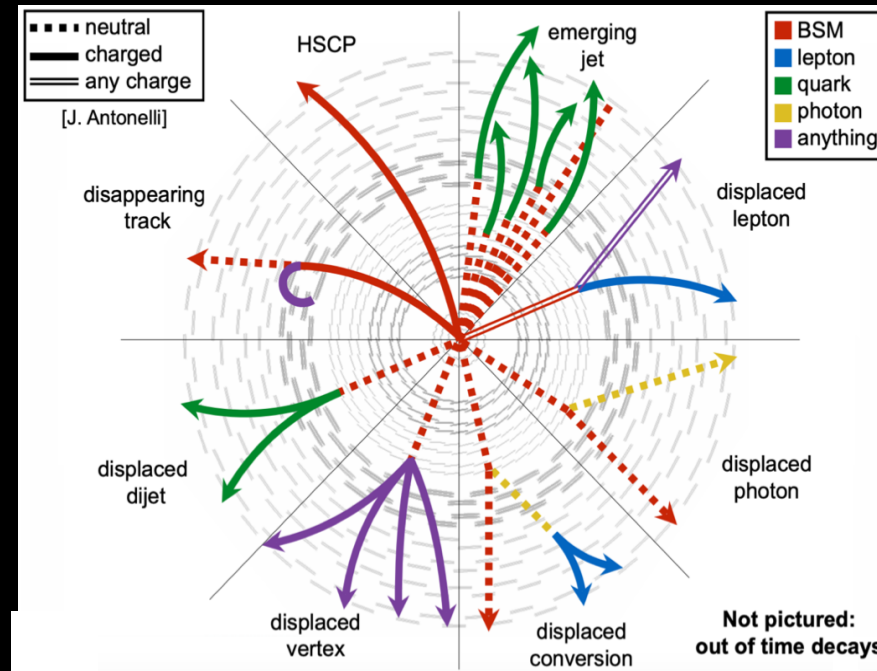 neutral
charged
any charge
[J. Antonelli]
HSCP
emerging
jet
BSM
lepton
quark
photon
anything
disappearing
track
displaced
lepton
displaced
dijet
displaced
photon
displaced
vertex
displaced
conversion
Not pictured:
out of time decays